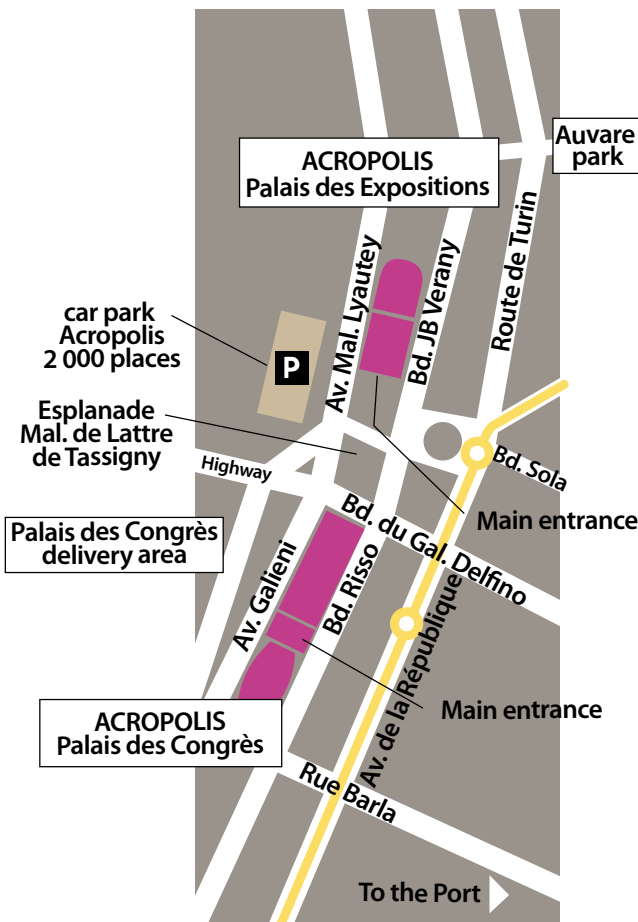 Auvare
park
ACROPOLIS
Palais des Expositions
Route de Turin
Av. Mal. Lyautey
Bd. JB Verany
car park
Acropolis
2 000 places
P
Esplanade
Mal. de Lattre
de Tassigny
Highway
Bd. Sola
Main entrance
Palais des Congrès
delivery area
Bd. du Gal. Delfino
Av. Galieni
Bd. Risso
Av. de la République
ACROPOLIS
Palais des Congrès
Main entrance
Rue Barla
To the Port